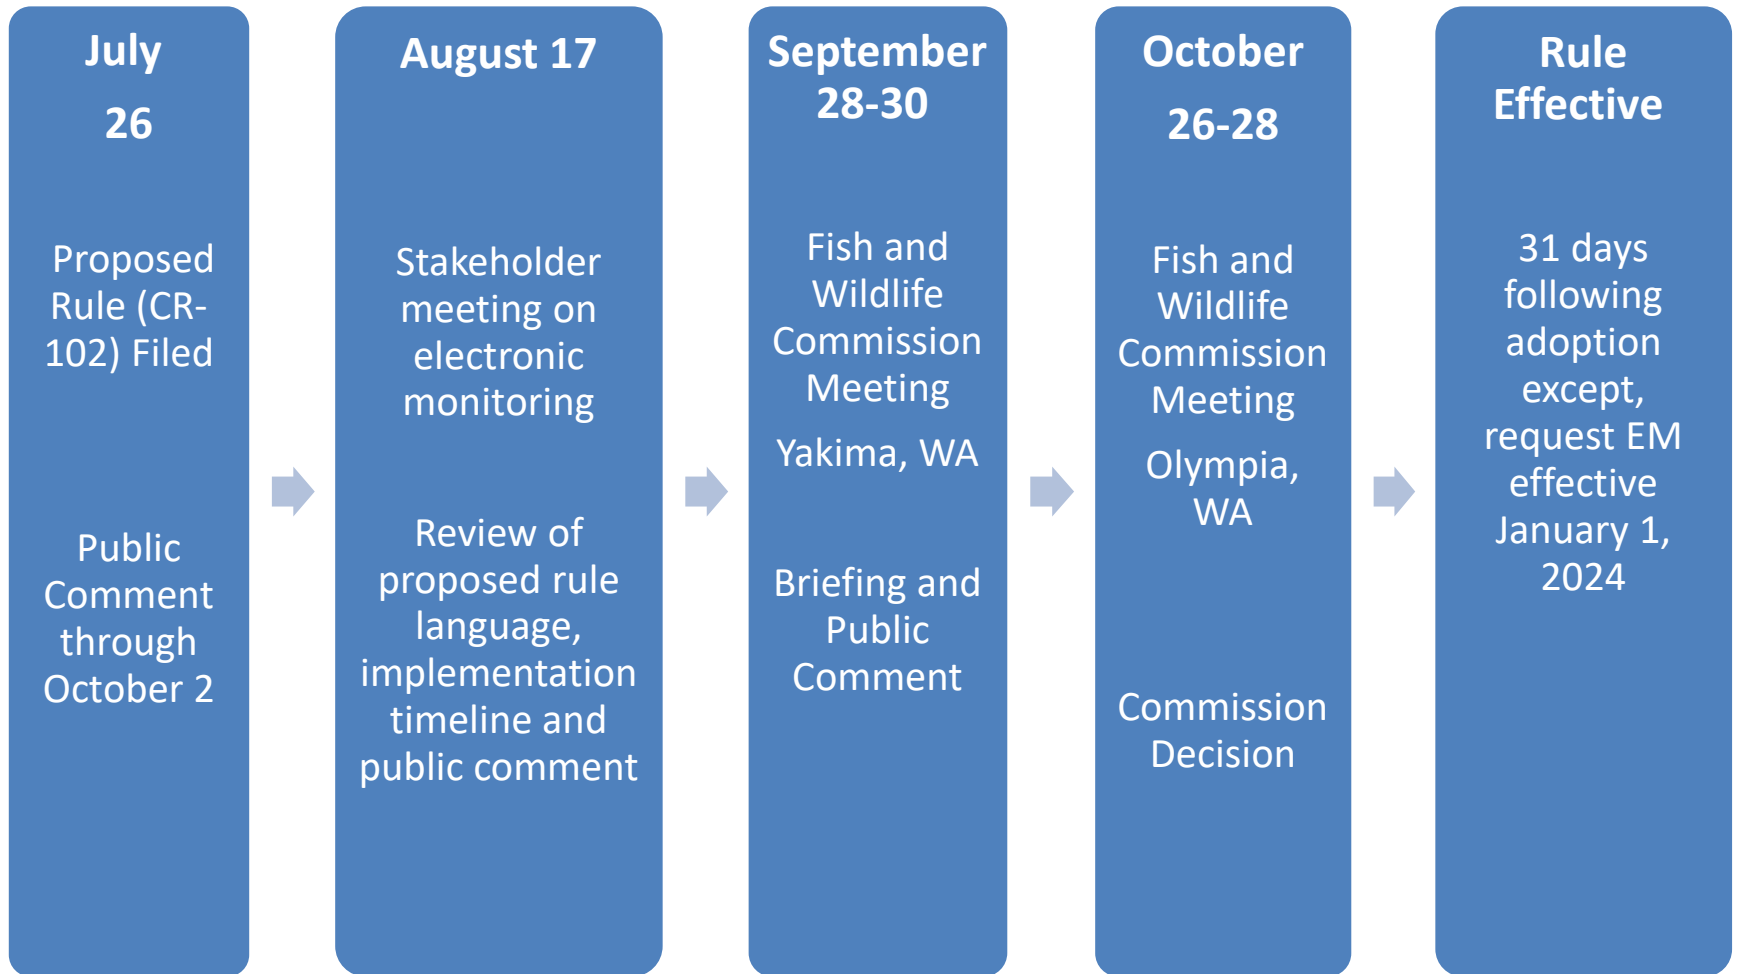 July
26
Proposed
Rule (CR-
102) Filed
Public
Comment
through
October 2
August 17
Stakeholder
meeting on
electronic
monitoring
Review of
proposed rule
language,
implementation
timeline and
public comment
September
28-30
Fish and
Wildlife
Commission
Meeting
Yakima, WA
Briefing and
Public
Comment
October
26-28
Fish and
Wildlife
Commission
Meeting
Olympia,
WA
Commission
Decision
Rule
Effective
31 days
following
adoption
except,
request EM
effective
January 1,
2024